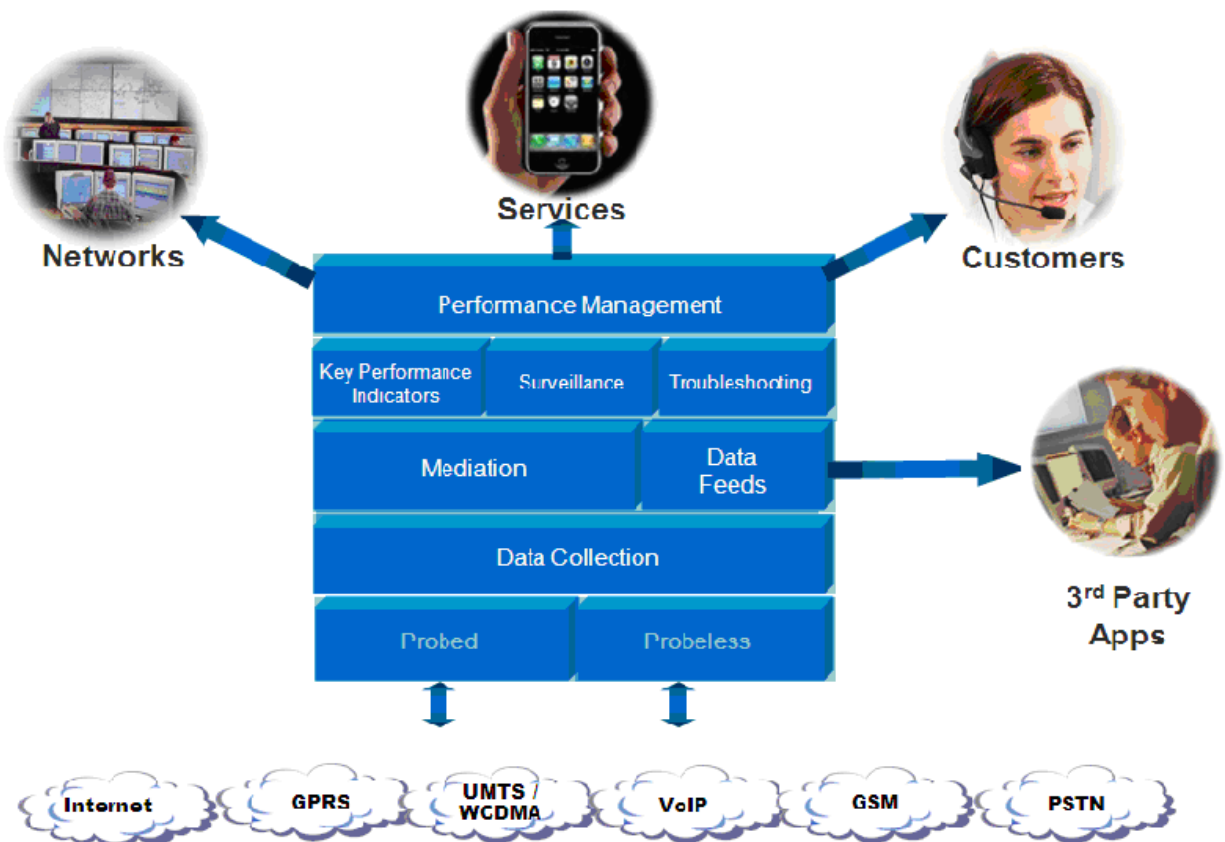 Services
Networks
Customers
Performance Management
Key Performance
Indicators
Surveillance
Troubleshooting
Mediation
Data
Feeds
Data Collection
3rd Party
Apps
Probed
Probeless
Internet
GPRS
UMTS /
WCDMA
VoIP
GSM
PSTN